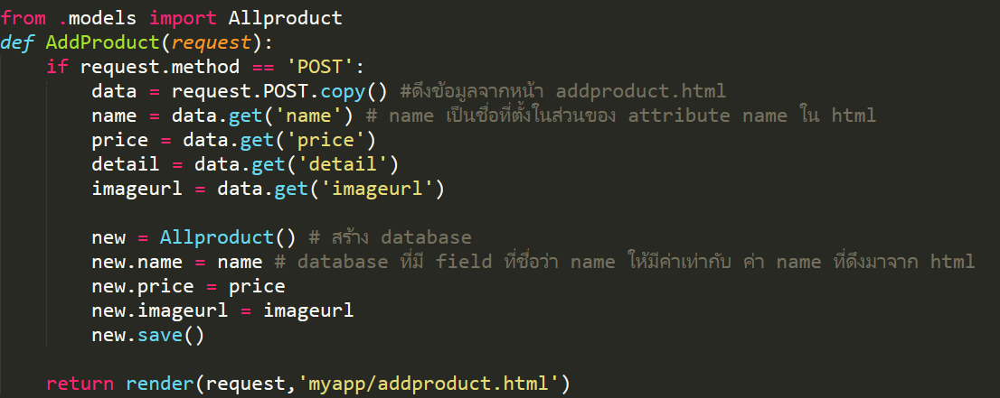 from .models import Allproduct
def AddProduct(request):
    if request.method == 'POST':
        data = request.POST.copy() #ดึงข้อมูลจากหน้า addproduct.html
        name = data.get('name') # name เป็นชื่อที่ตั้งในส่วนของ attribute name ใน html
        price = data.get('price')
        detail = data.get('detail')
        imageurl = data.get('imageurl')

        new = Allproduct() # สร้าง database
        new.name = name # database ที่มี field ที่ชื่อว่า name ให้มีค่าเท่ากับ ค่า name ที่ดึงมาจาก html
        new.price = price
        new.imageurl = imageurl
        new.save()

    return render(request,'myapp/addproduct.html')